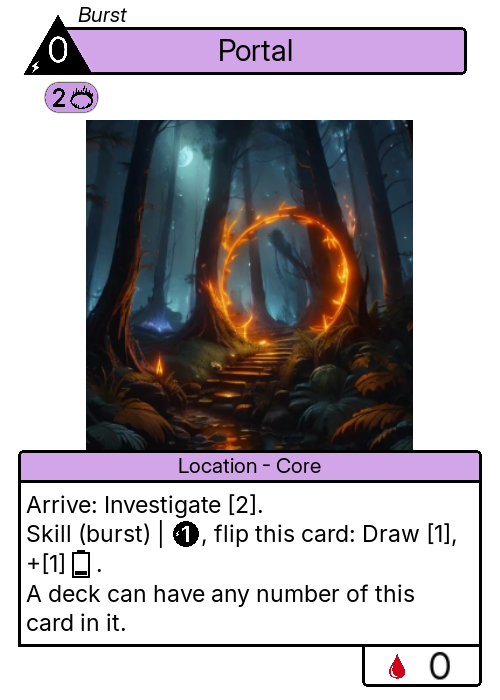 Burst
0
Portal
2
Location - Core
Arrive: Investigate [2].
Skill (burst) | 1, flip this card: Draw [1],
+[1] .
A deck can have any number of this
card in it.
0